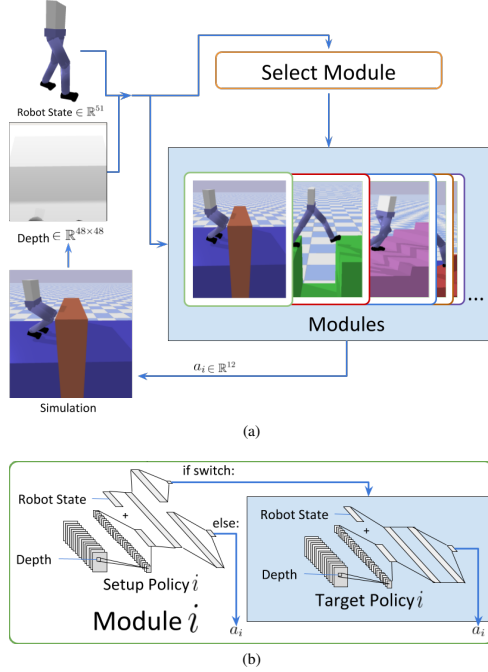 Select Module
Robot State ∈ ℝ⁵¹
Depth ∈ ℝ⁴⁸ˣ⁴⁸
...
Modules
aᵢ ∈ ℝ¹²
Simulation
(a)
if switch:
Robot State
+
else:
Depth
Setup Policy i
Module i
aᵢ
Robot State
+
Depth
Target Policy i
aᵢ
(b)